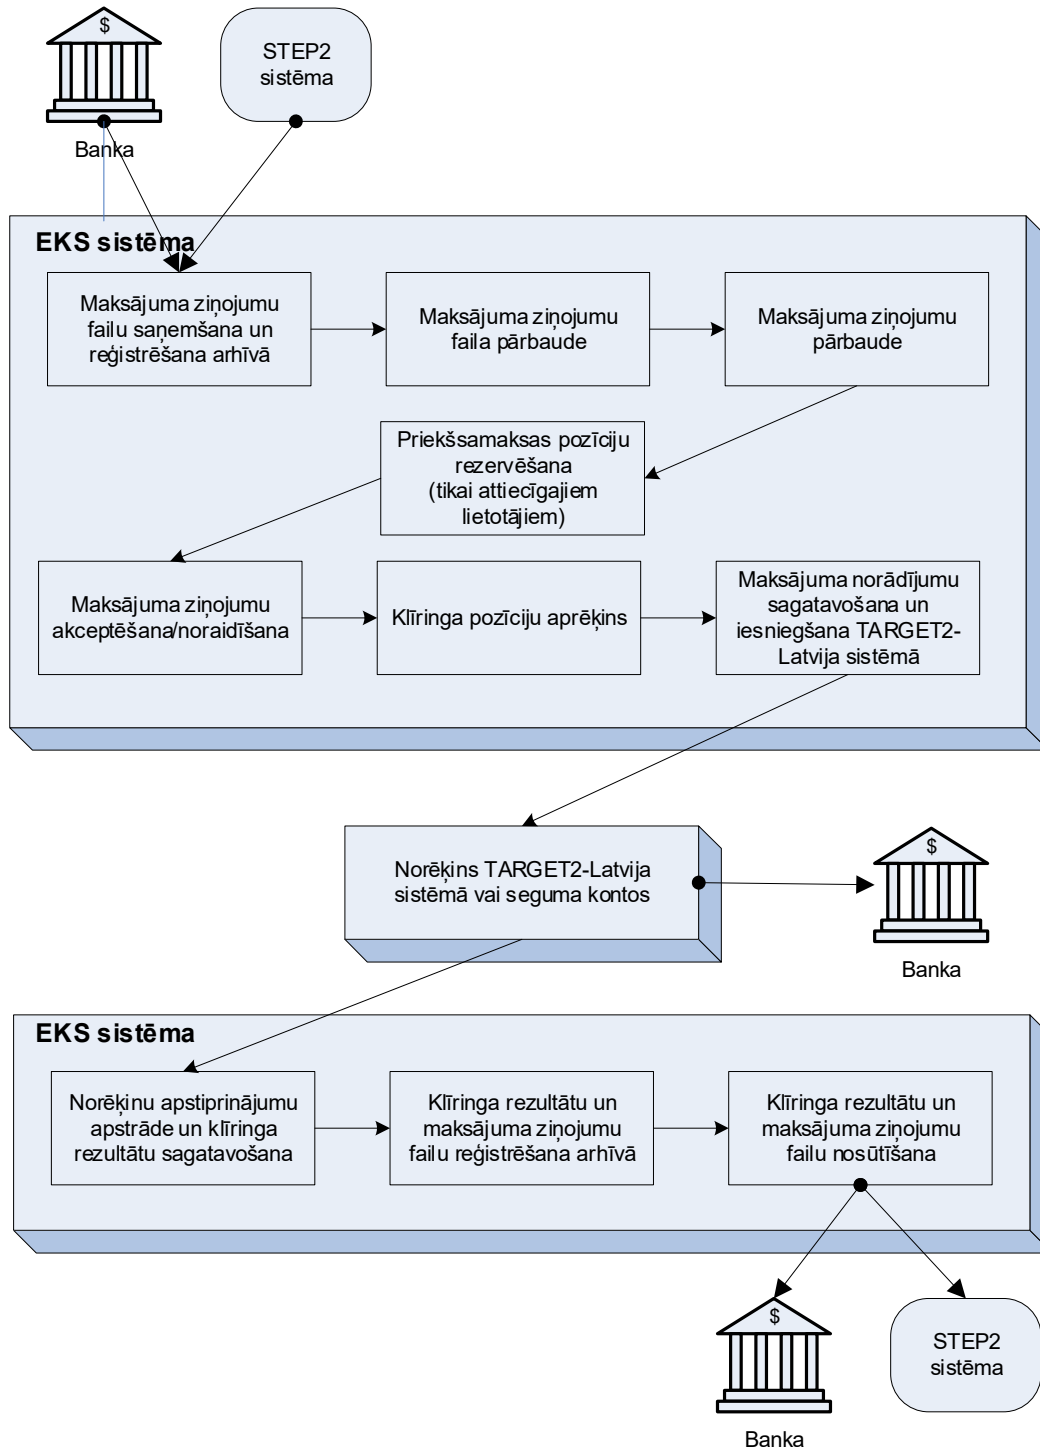 $
Banka
STEP2
sistēma
EKS sistēma
Maksājuma ziņojumu
failu saņemšana un
reģistrēšana arhīvā
Maksājuma ziņojumu
faila pārbaude
Maksājuma ziņojumu
pārbaude
Priekšsamaksas pozīciju
rezervēšana
(tikai attiecīgajiem
lietotājiem)
Maksājuma ziņojumu
akceptēšana/noraidīšana
Klīringa pozīciju aprēķins
Maksājuma norādījumu
sagatavošana un
iesniegšana TARGET2-
Latvija sistēmā
Norēķins TARGET2-Latvija
sistēmā vai seguma kontos
$
Banka
EKS sistēma
Norēķinu apstiprinājumu
apstrāde un klīringa
rezultātu sagatavošana
Klīringa rezultātu un
maksājuma ziņojumu
failu reģistrēšana arhīvā
Klīringa rezultātu un
maksājuma ziņojumu
failu nosūtīšana
$
Banka
STEP2
sistēma